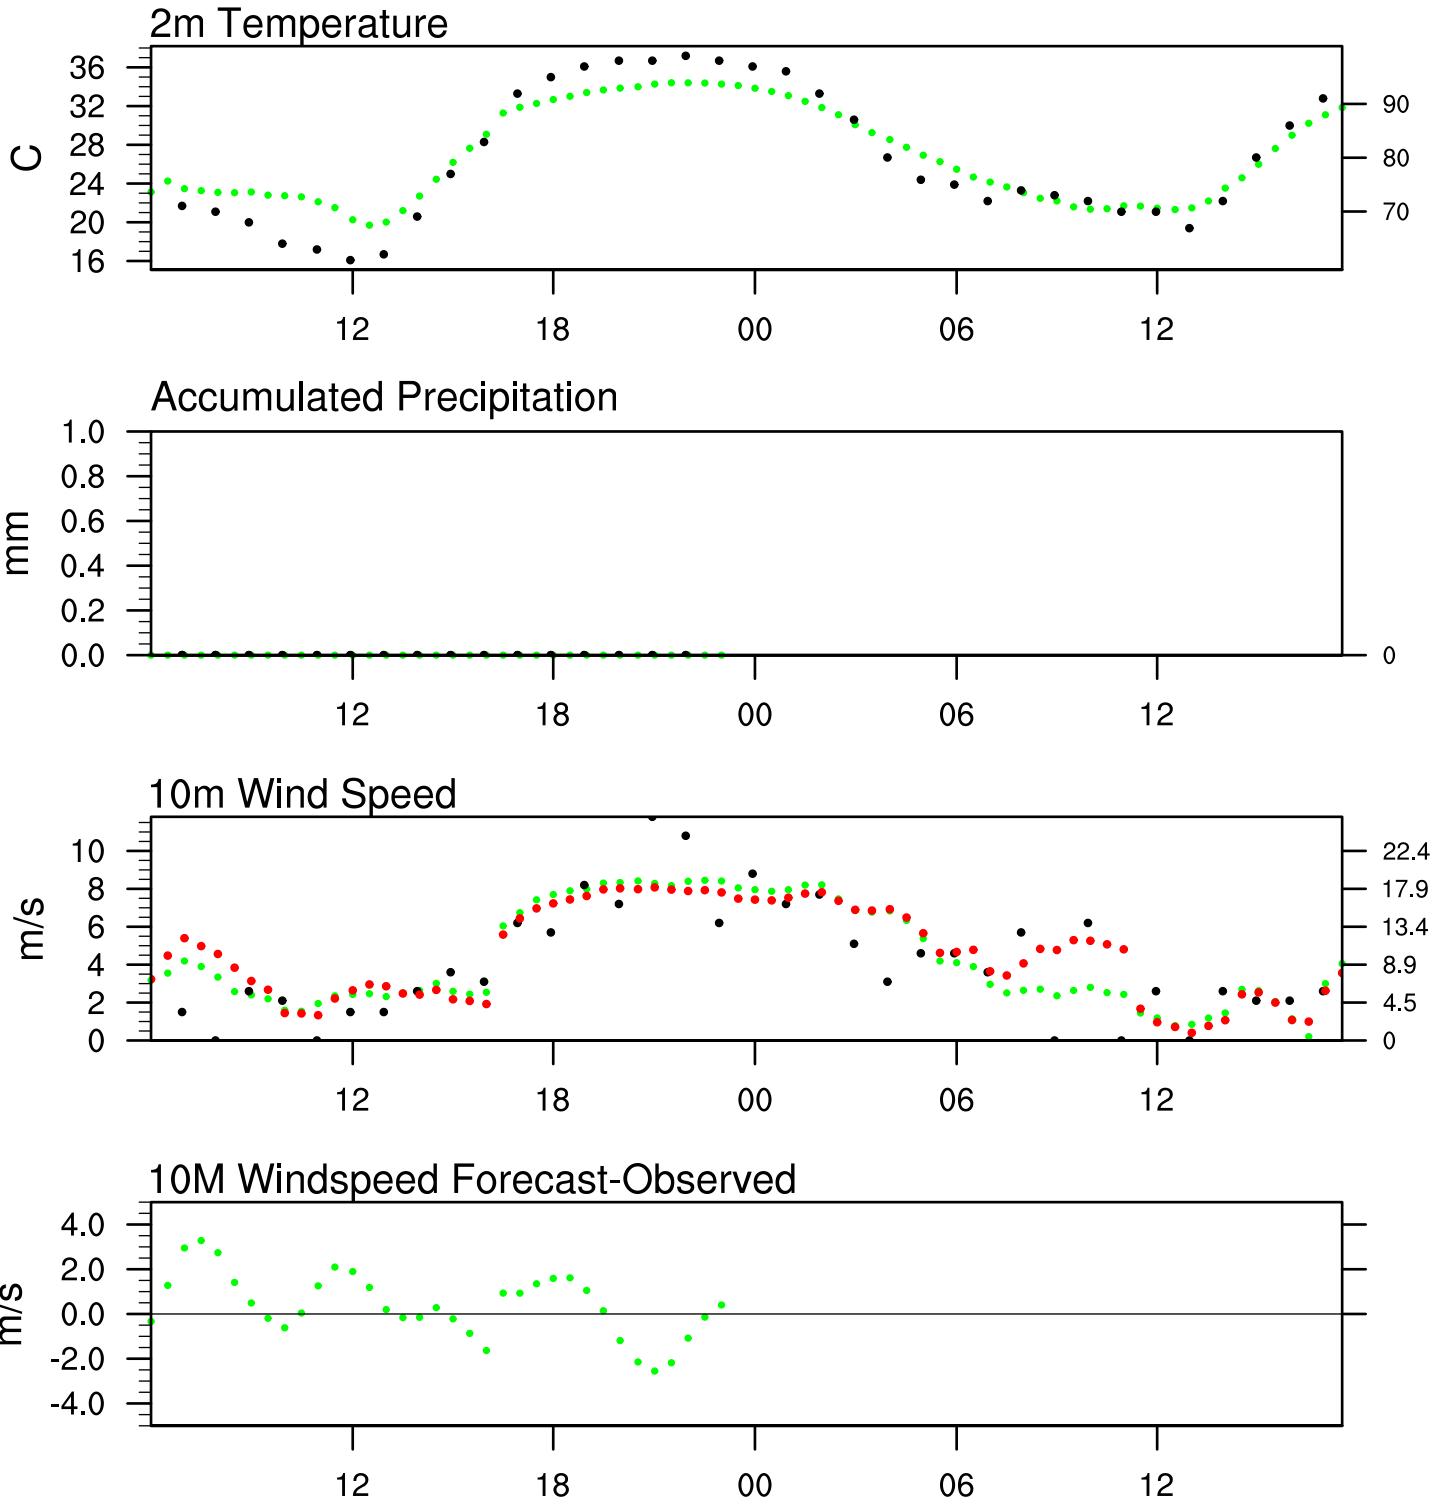 2m Temperature
36
32
28
24
20
16
C
90
80
70
12 18 00 06 12
Accumulated Precipitation
1.0
0.8
0.6
0.4
0.2
0.0
mm
0
12 18 00 06 12
10m Wind Speed
10
8
6
4
2
0
m/s
22.4
17.9
13.4
8.9
4.5
0
12 18 00 06 12
10M Windspeed Forecast-Observed
4.0
2.0
0.0
-2.0
-4.0
m/s
12 18 00 06 12